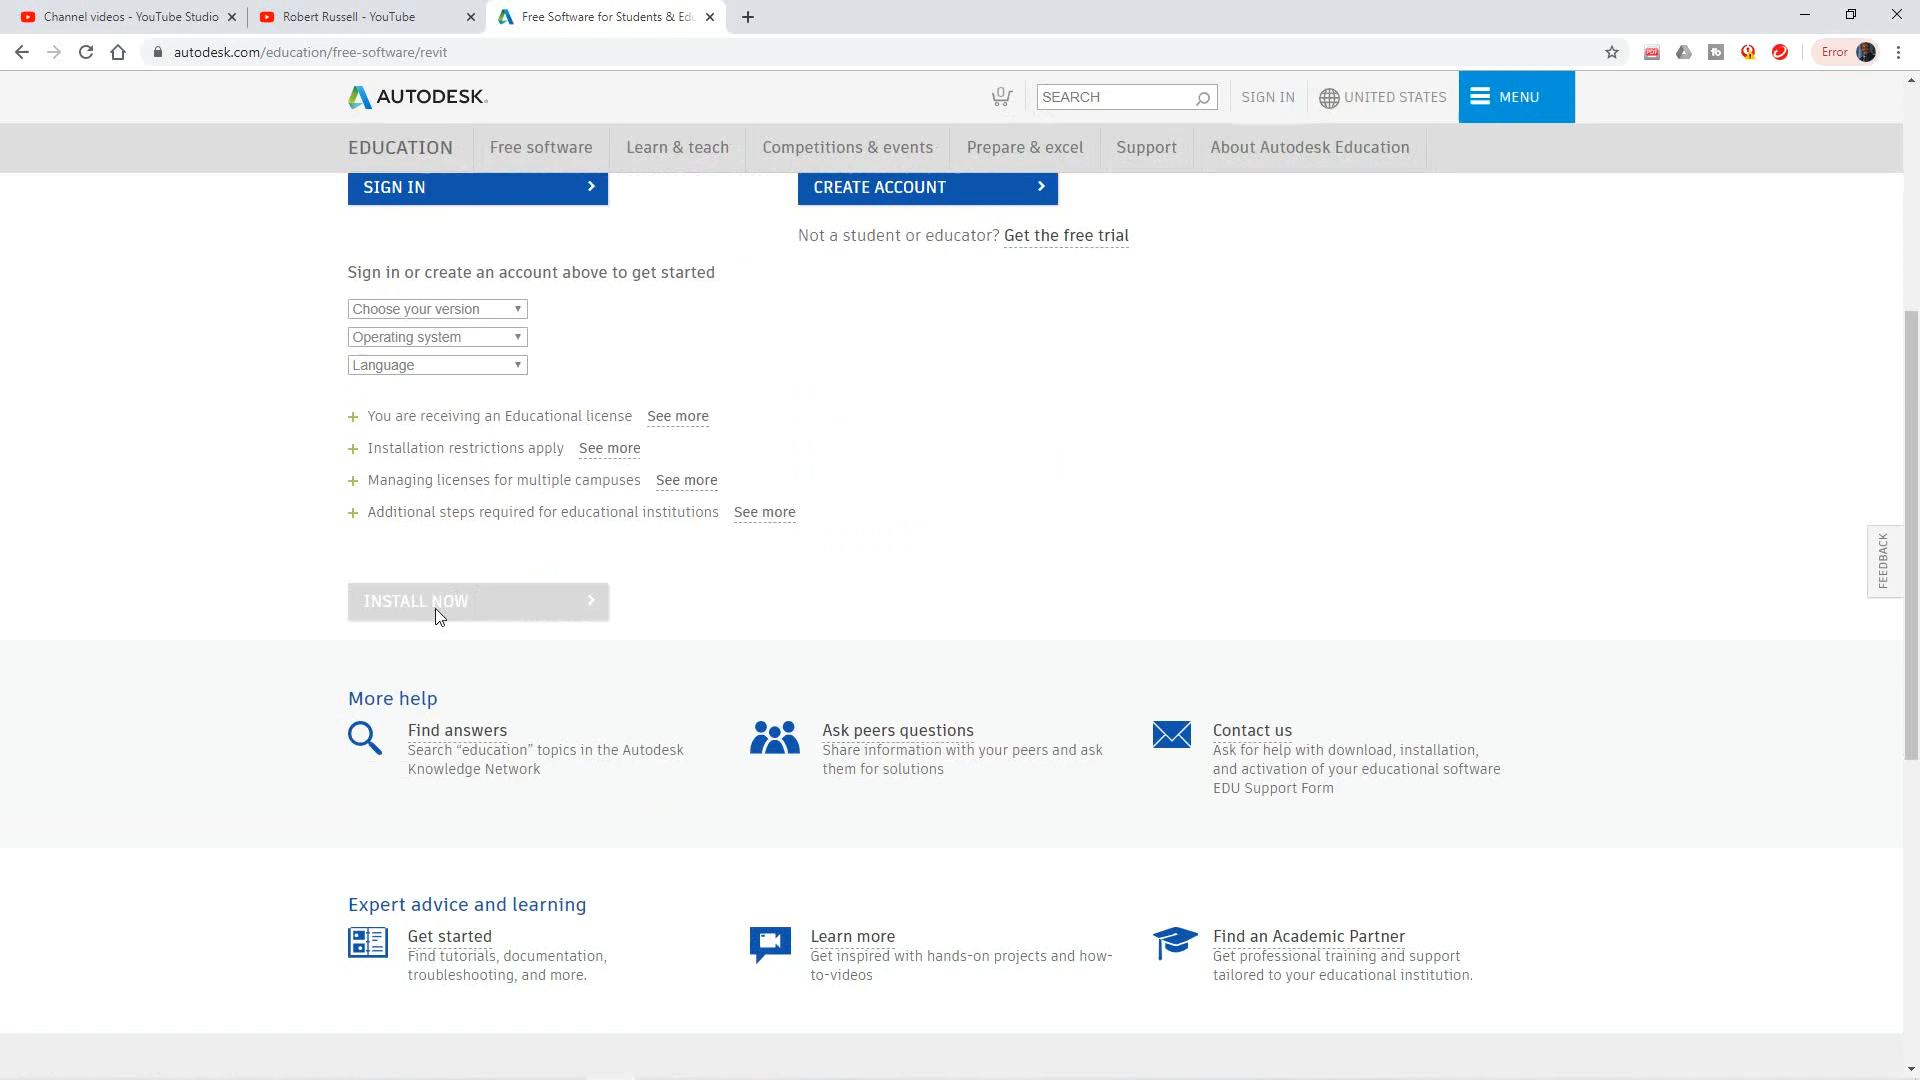 Channel videos - YouTube Studio
Robert Russell - YouTube
Free Software for Students & Edu
autodesk.com/education/free-software/revit
Error
AUTODESK.
0
SEARCH
SIGN IN
UNITED STATES
MENU
EDUCATION
Free software
Learn & teach
Competitions & events
Prepare & excel
Support
About Autodesk Education
SIGN IN
CREATE ACCOUNT
Not a student or educator? Get the free trial
Sign in or create an account above to get started
Choose your version
Operating system
Language
You are receiving an Educational license See more
Installation restrictions apply See more
Managing licenses for multiple campuses See more
Additional steps required for educational institutions See more
FEEDBACK
INSTALL NOW
More help
Find answers
Search “education” topics in the Autodesk
Knowledge Network
Ask peers questions
Share information with your peers and ask
them for solutions
Contact us
Ask for help with download, installation,
and activation of your educational software
EDU Support Form
Expert advice and learning
Get started
Find tutorials, documentation,
troubleshooting, and more.
Learn more
Get inspired with hands-on projects and how-
to-videos
Find an Academic Partner
Get professional training and support
tailored to your educational institution.